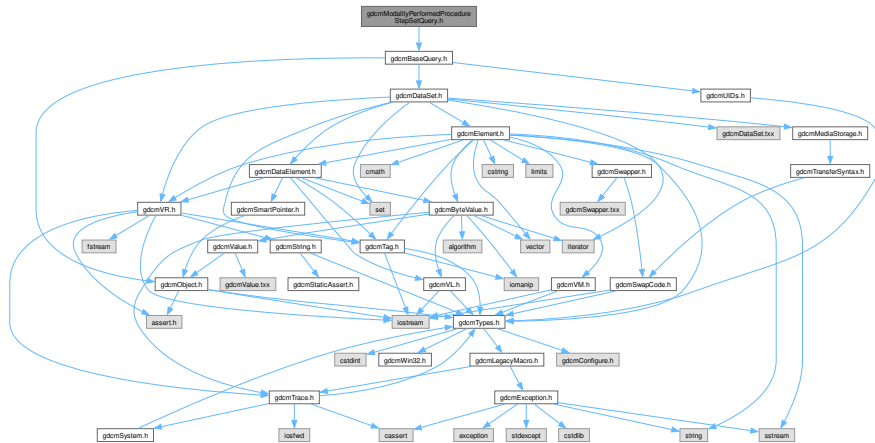 gdcmModalityPerformedProcedure
StepSetQuery.h
gdcmBaseQuery.h
gdcmDataSet.h
gdcmUIDs.h
gdcmElement.h
gdcmDataSet.txx
gdcmMediaStorage.h
gdcmDataElement.h
cmath
cstring
limits
gdcmSwapper.h
gdcmTransferSyntax.h
gdcmVR.h
gdcmSmartPointer.h
set
gdcmByteValue.h
gdcmSwapper.txx
fstream
gdcmValue.h
gdcmString.h
gdcmTag.h
algorithm
vector
iterator
gdcmObject.h
gdcmValue.txx
gdcmStaticAssert.h
gdcmVL.h
iomanip
gdcmVM.h
gdcmSwapCode.h
assert.h
iostream
gdcmTypes.h
cstdint
gdcmWin32.h
gdcmLegacyMacro.h
gdcmConfigure.h
gdcmTrace.h
gdcmException.h
gdcmSystem.h
iosfwd
cassert
exception
stdexcept
cstdlib
string
sstream